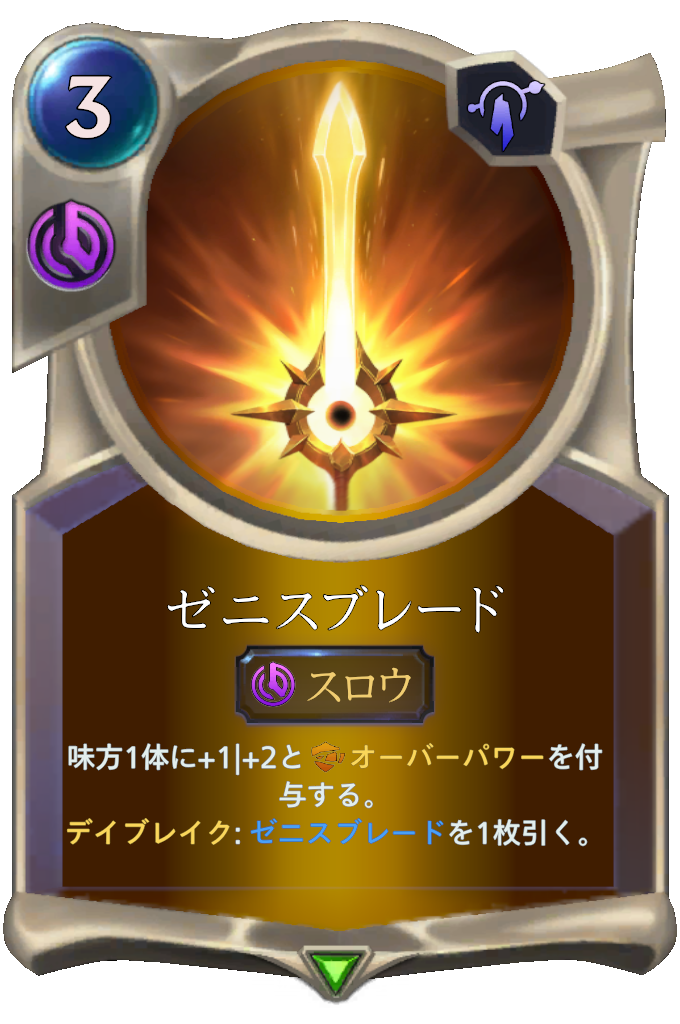 3
ゼニスブレード
スロウ
味方1体に+1|+2と オーバーパワーを付
与する。
デイブレイク: ゼニスブレードを1枚引く。